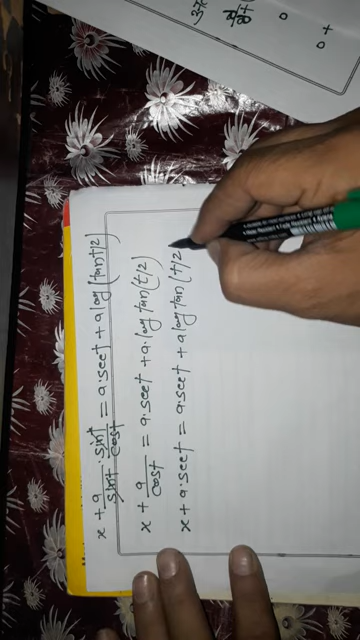 x + a/sint · sint/cost = a·sect + a log (tan t/2)
x + a/cost = a·sect + a·log tan (t/2)
x + a·sect = a·sect + a log tan (t/2